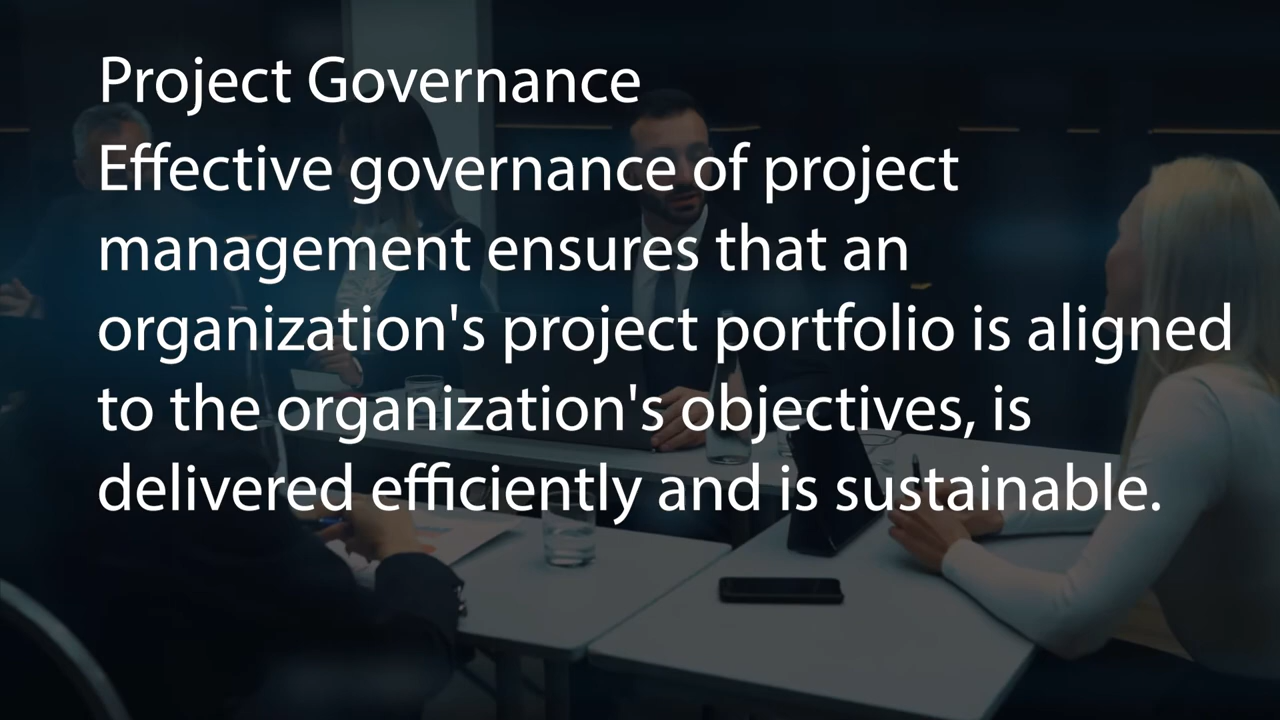 Project Governance
Effective governance of project
management ensures that an
organization's project portfolio is aligned
to the organization's objectives, is
delivered efficiently and is sustainable.